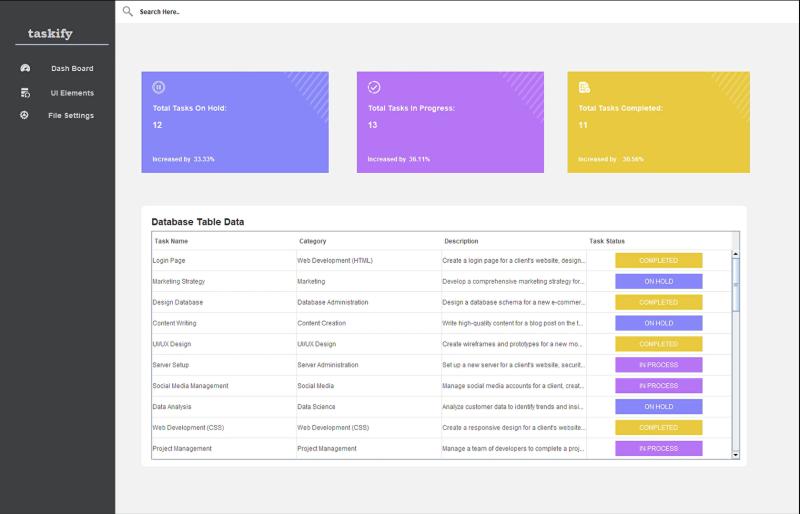 taskify
Dash Board
UI Elements
File Settings
Search Here..
Total Tasks On Hold:
12
Increased by 33.33%
Total Tasks In Progress:
13
Increased by 36.11%
Total Tasks Completed:
11
Increased by 30.56%
Database Table Data
Task Name Category Description Task Status
Login Page Web Development (HTML) Create a login page for a client's website, design... COMPLETED
Marketing Strategy Marketing Develop a comprehensive marketing strategy for... ON HOLD
Design Database Database Administration Design a database schema for a new e-commer... COMPLETED
Content Writing Content Creation Write high-quality content for a blog post on the t... ON HOLD
UI/UX Design UI/UX Design Create wireframes and prototypes for a new mo... COMPLETED
Server Setup Server Administration Set up a new server for a client's website, securit... IN PROCESS
Social Media Management Social Media Manage social media accounts for a client, creat... IN PROCESS
Data Analysis Data Science Analyze customer data to identify trends and insi... ON HOLD
Web Development (CSS) Web Development (CSS) Create a responsive design for a client's website... COMPLETED
Project Management Project Management Manage a team of developers to complete a proj... IN PROCESS